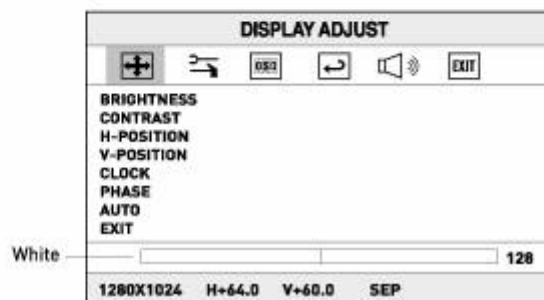 DISPLAY ADJUST
OSD EXIT
BRIGHTNESS
CONTRAST
H-POSITION
V-POSITION
CLOCK
PHASE
AUTO
EXIT
White 128
1280X1024 H+64.0 V+60.0 SEP